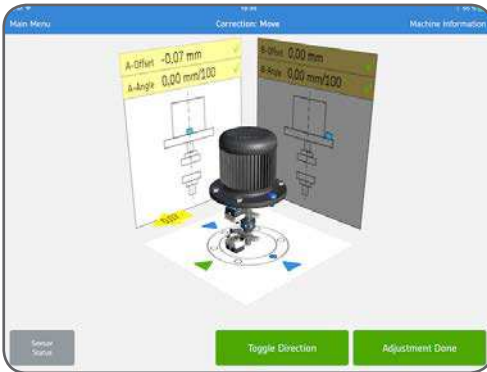 Main Menu
Correction: Move
Machine Information
A-Offset -0,07 mm
A-Angle 0,00 mm/100
B-Offset 0,00 mm
B-Angle 0,00 mm/100
Sensor
Status
Toggle Direction
Adjustment Done